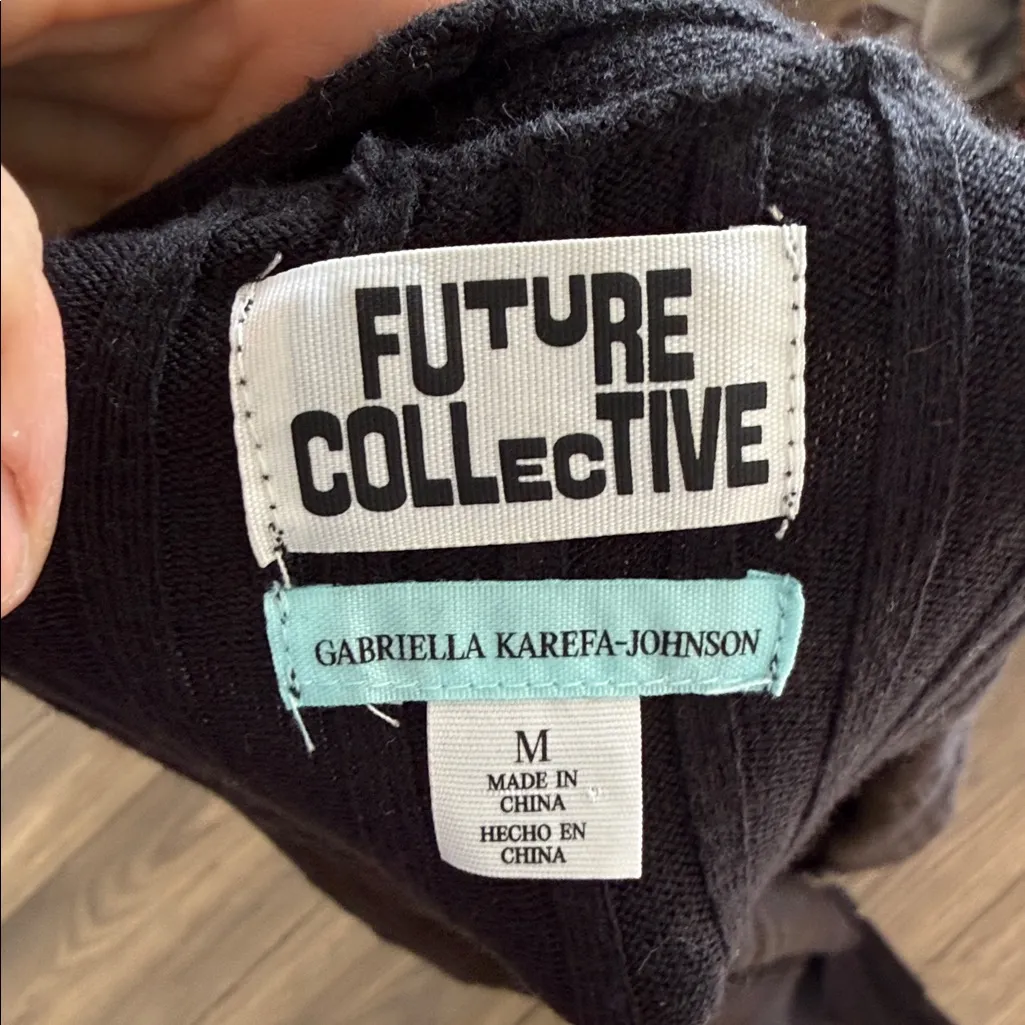 FUTURE
COLLECTIVE
GABRIELLA KAREFA-JOHNSON
M
MADE IN
CHINA
HECHO EN
CHINA